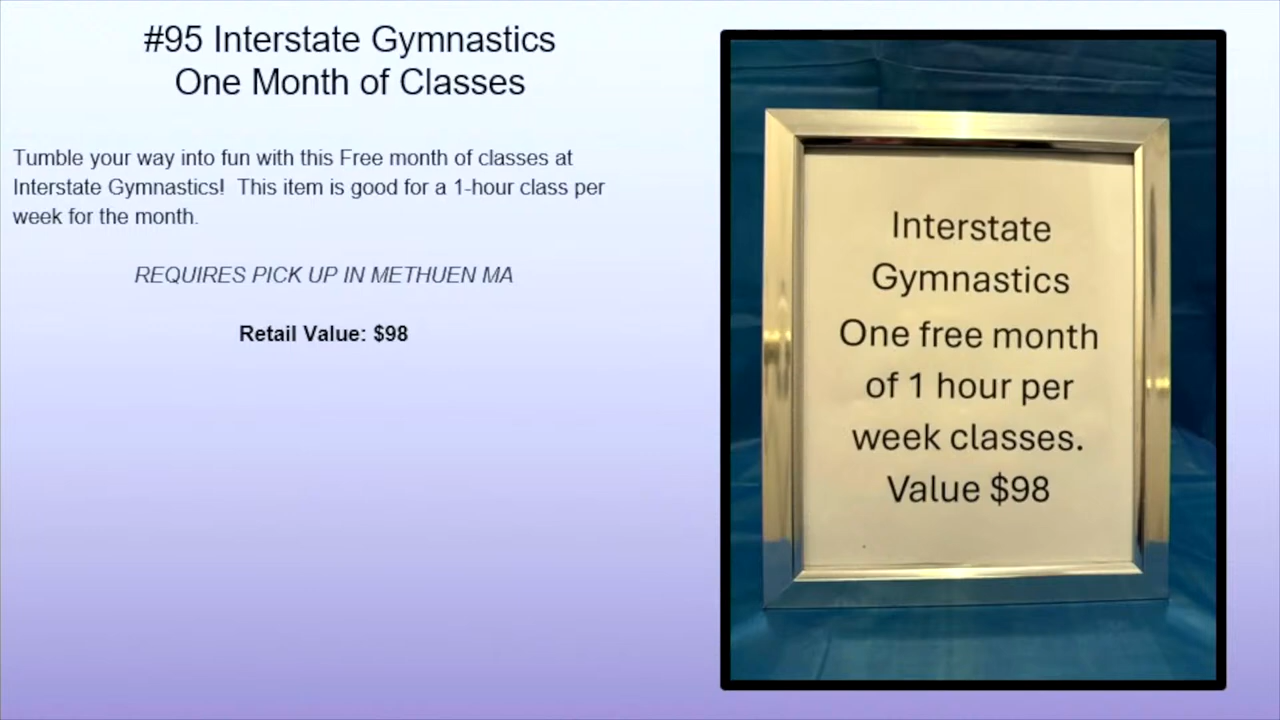 #95 Interstate Gymnastics
One Month of Classes
Tumble your way into fun with this Free month of classes at
Interstate Gymnastics!  This item is good for a 1-hour class per
week for the month.
REQUIRES PICK UP IN METHUEN MA
Retail Value: $98
Interstate
Gymnastics
One free month
of 1 hour per
week classes.
Value $98